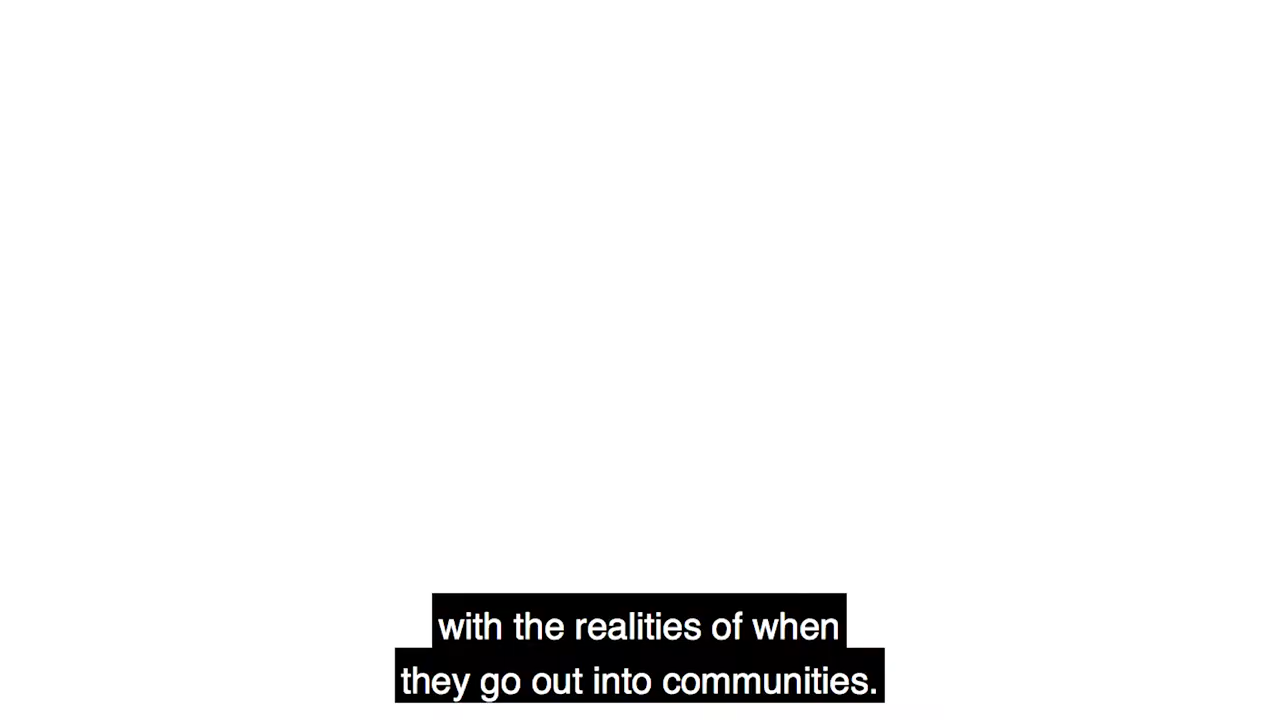 with the realities of when
they go out into communities.